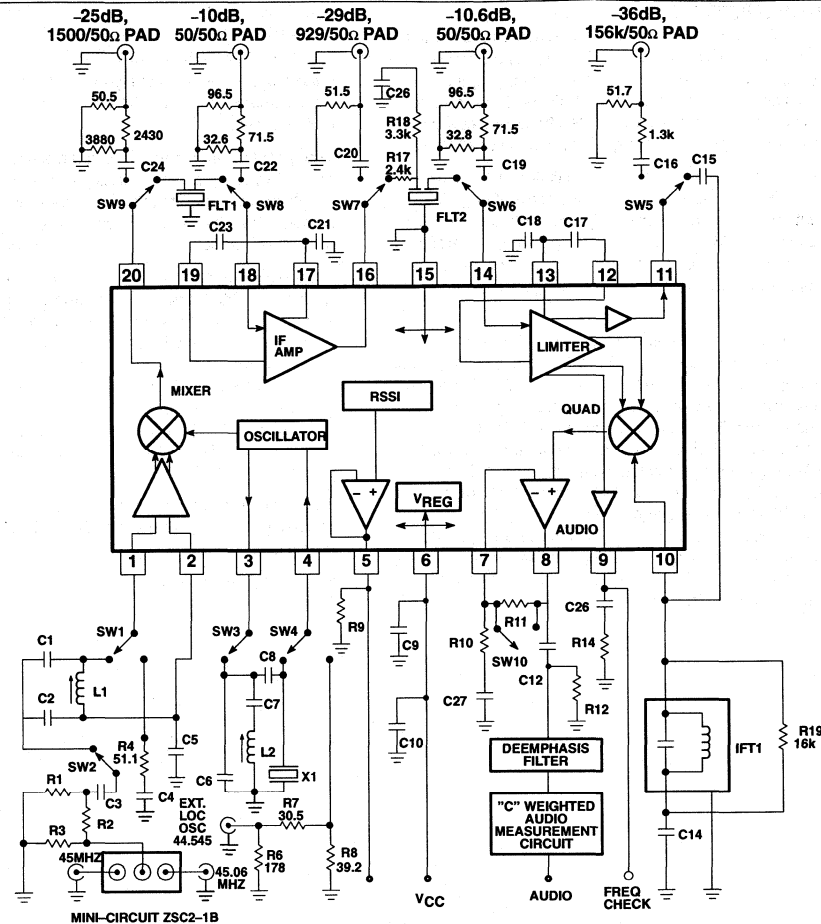 –25dB,
1500/50Ω PAD
–10dB,
50/50Ω PAD
–29dB,
929/50Ω PAD
–10.6dB,
50/50Ω PAD
–36dB,
156k/50Ω PAD
50.5
2430
3880
C24
96.5
71.5
32.6
C22
51.5
C20
C26
R18
3.3k
R17
2.4k
96.5
71.5
32.8
C19
51.7
1.3k
C16
C15
SW9
FLT1
SW8
SW7
FLT2
SW6
SW5
C23
C21
C18
C17
20
19
18
17
16
15
14
13
12
11
IF
AMP
LIMITER
MIXER
RSSI
QUAD
OSCILLATOR
– +
VREG
– +
AUDIO
1
2
3
4
5
6
7
8
9
10
SW1
SW3
SW4
R9
C9
R10
R11
SW10
C26
R14
C1
L1
C2
C8
C7
C12
R12
C27
SW2
R4
51.1
C5
C6
L2
X1
C10
IFT1
R19
16k
R1
C3
C4
R2
R3
EXT.
LOC
OSC
44.545
R7
30.5
R6
178
R8
39.2
DEEMPHASIS
FILTER
"C" WEIGHTED
AUDIO
MEASUREMENT
CIRCUIT
C14
45MHZ
45.06
MHZ
VCC
AUDIO
FREQ
CHECK
MINI–CIRCUIT ZSC2–1B